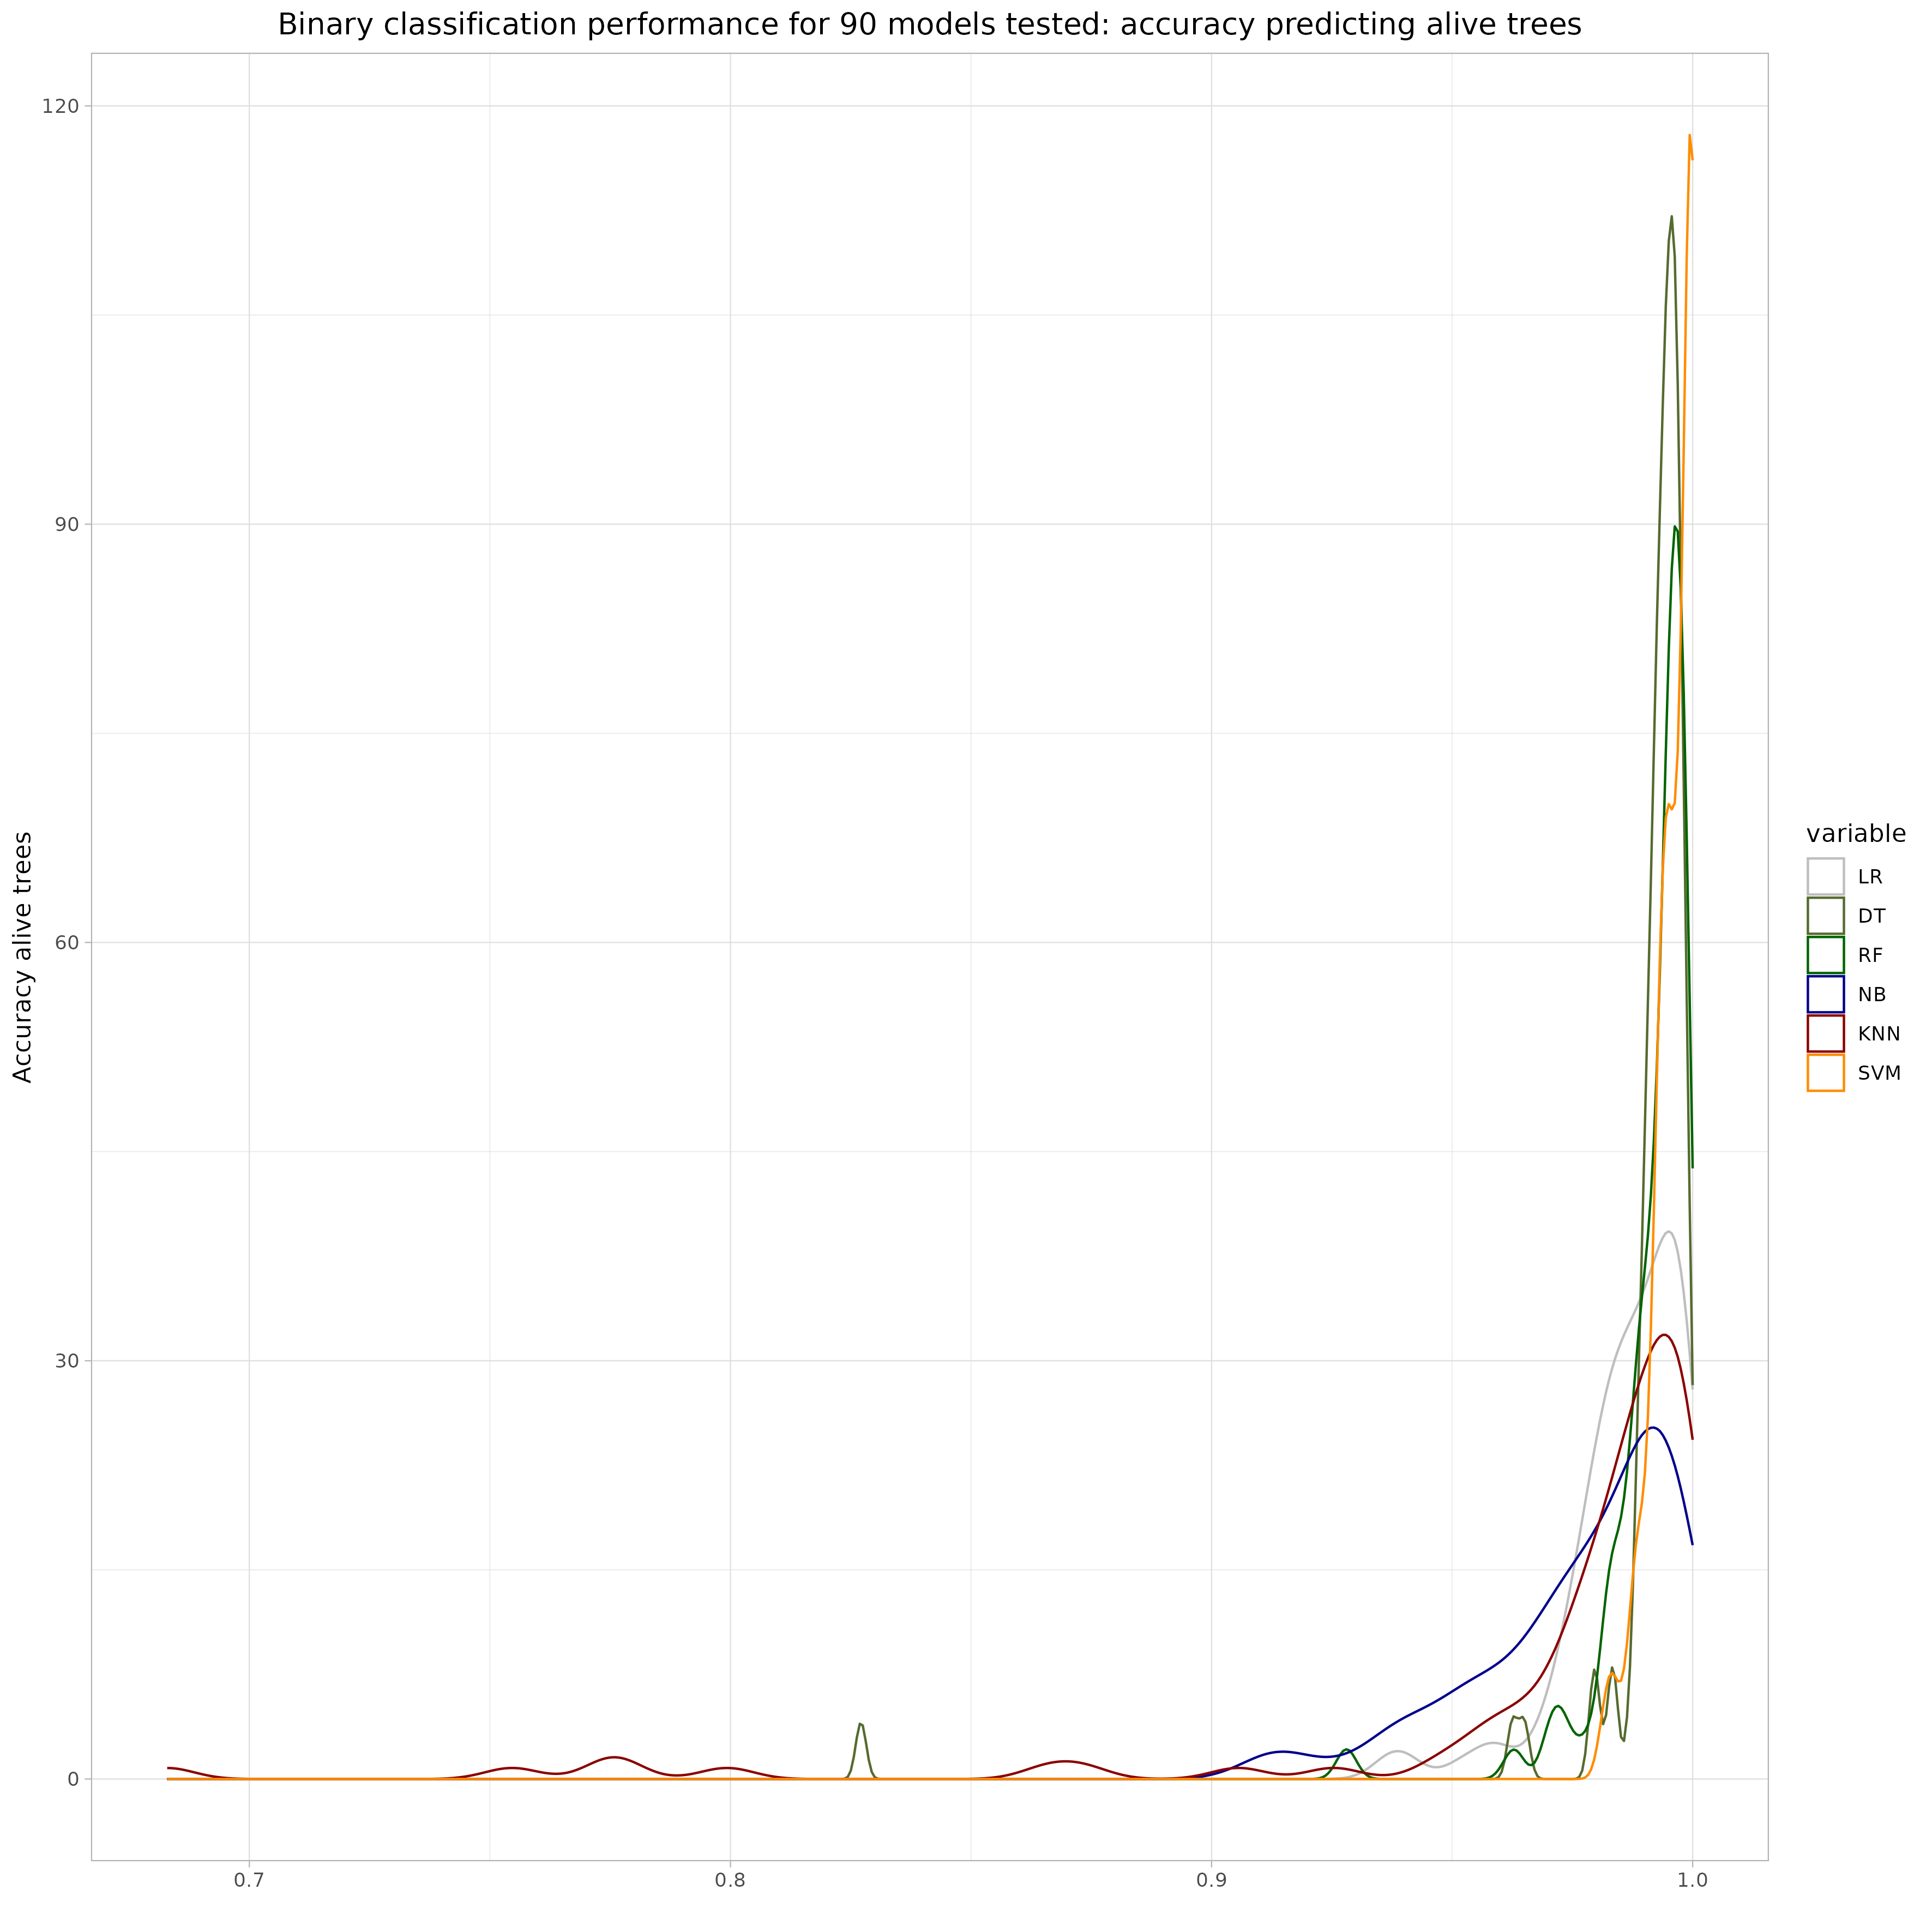 Binary classification performance for 90 models tested: accuracy predicting alive trees
120
90
60
30
0
Accuracy alive trees
0.7
0.8
0.9
1.0
variable
LR
DT
RF
NB
KNN
SVM